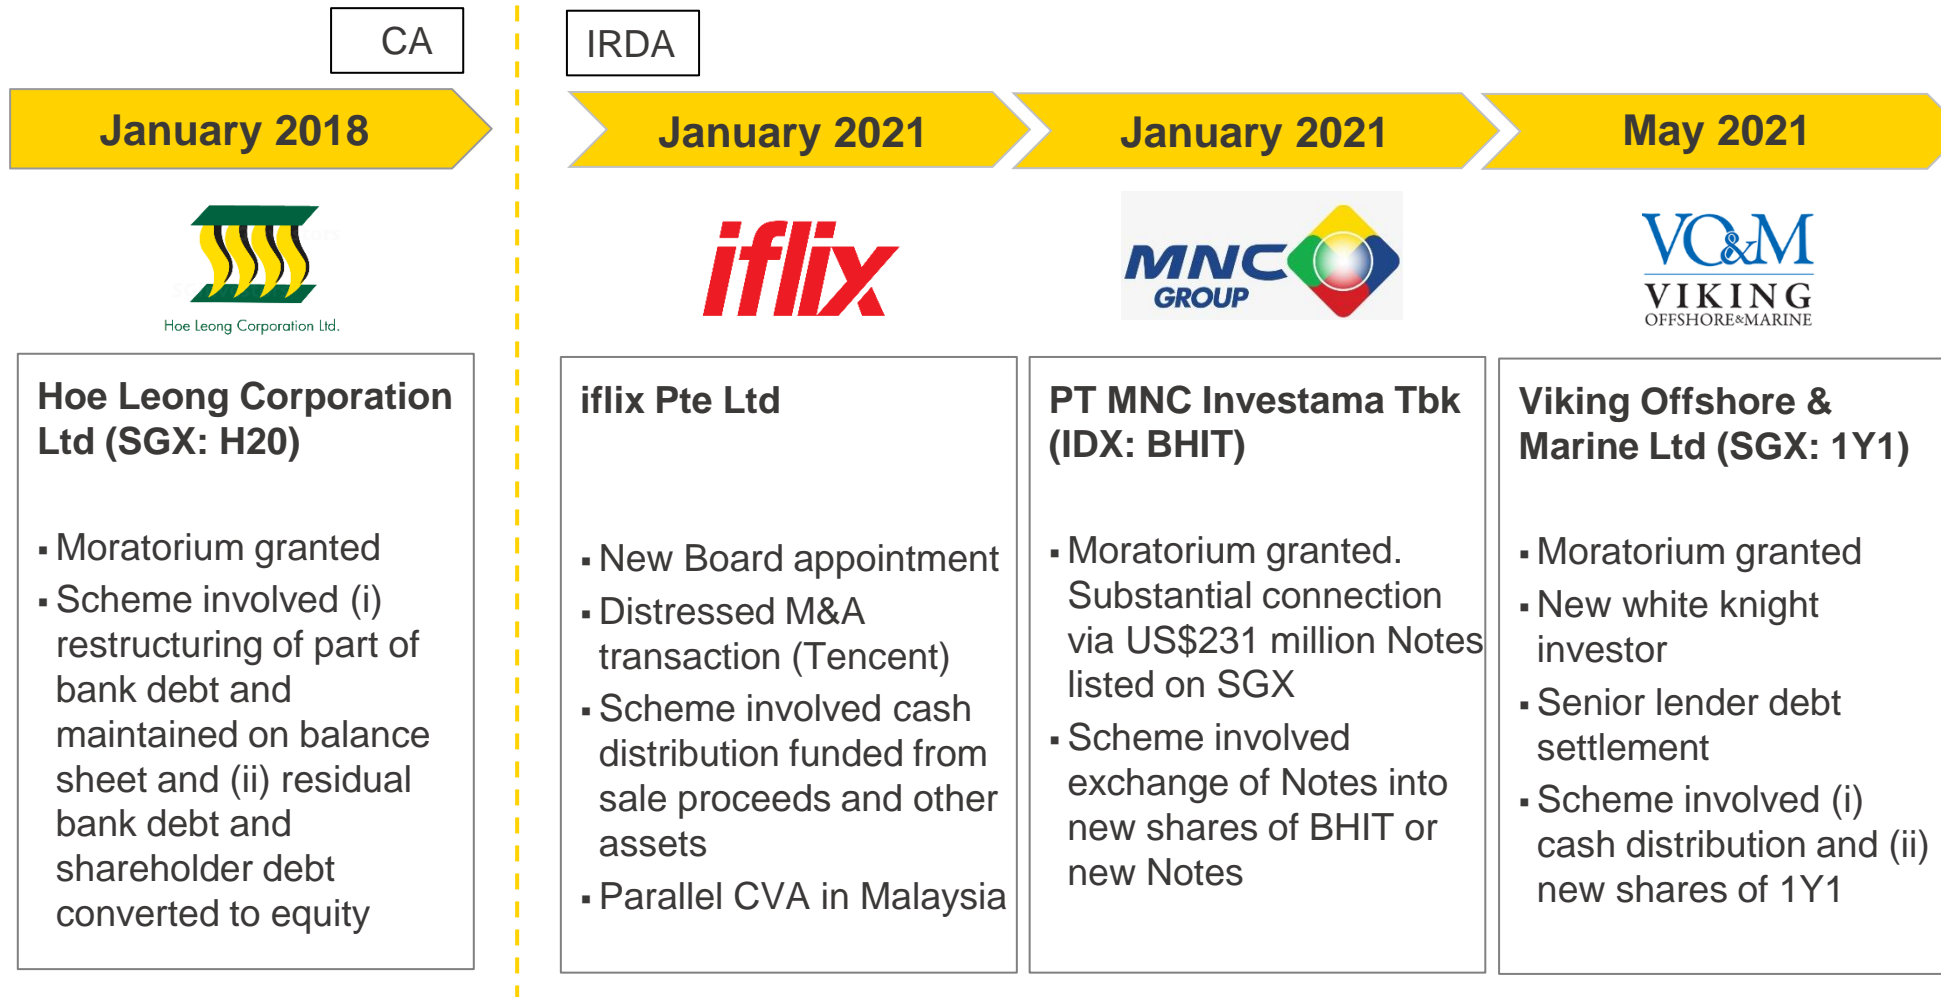 CA
IRDA
January 2018
January 2021
January 2021
May 2021
Hoe Leong Corporation Ltd.
iflix
MNC
GROUP
VO&M
VIKING
OFFSHORE&MARINE
Hoe Leong Corporation
Ltd (SGX: H20)
▪ Moratorium granted
▪ Scheme involved (i)
restructuring of part of
bank debt and
maintained on balance
sheet and (ii) residual
bank debt and
shareholder debt
converted to equity
iflix Pte Ltd
▪ New Board appointment
▪ Distressed M&A
transaction (Tencent)
▪ Scheme involved cash
distribution funded from
sale proceeds and other
assets
▪ Parallel CVA in Malaysia
PT MNC Investama Tbk
(IDX: BHIT)
▪ Moratorium granted.
Substantial connection
via US$231 million Notes
listed on SGX
▪ Scheme involved
exchange of Notes into
new shares of BHIT or
new Notes
Viking Offshore &
Marine Ltd (SGX: 1Y1)
▪ Moratorium granted
▪ New white knight
investor
▪ Senior lender debt
settlement
▪ Scheme involved (i)
cash distribution and (ii)
new shares of 1Y1